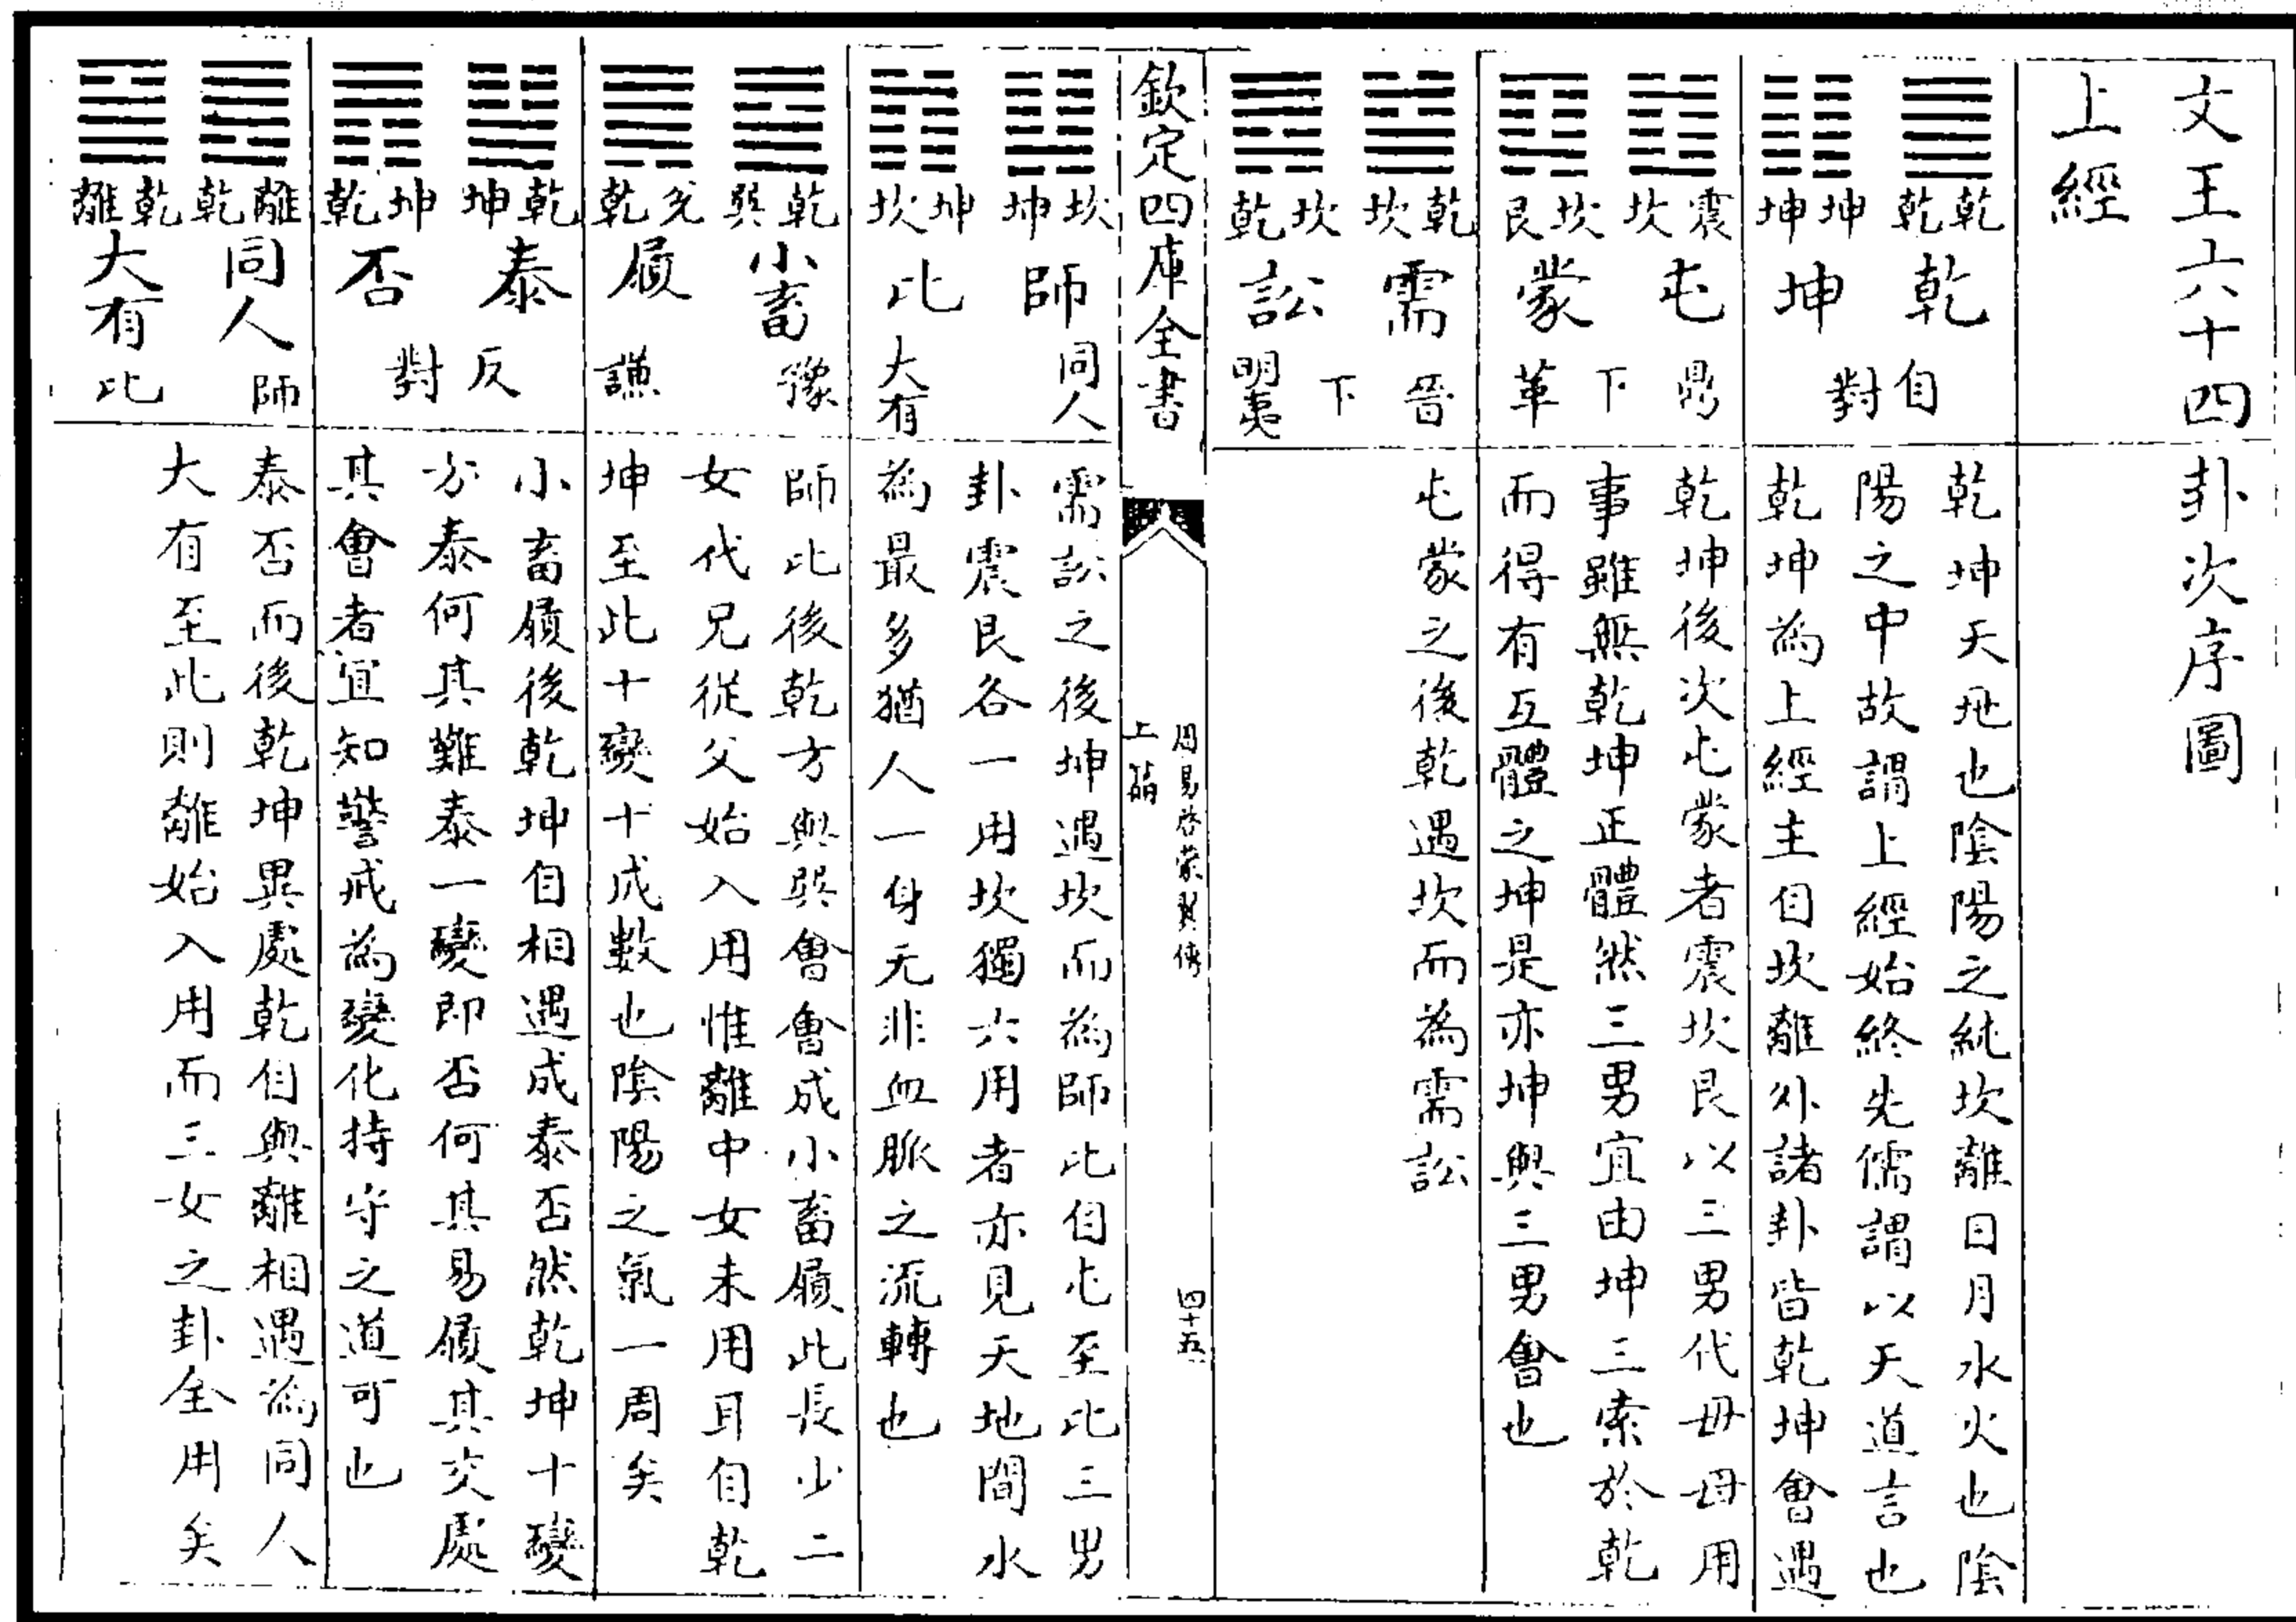 文王六十四卦次序圖
上經
乾乾 乾 自
坤坤 坤 對
乾坤天地也陰陽之純坎離日月水火也陰
陽之中故謂上經始終先儒謂以天道言也
乾坤為上經主自坎離外諸卦皆乾坤會遇
震坎 屯 鼎
下
坎艮 蒙 革
乾坤後次屯蒙者震坎艮以三男代母母用
事雖無乾坤正體然三男宜由坤三索於乾
而得有互體之坤是亦坤與三男會也
乾坎 需 晉
下
坎乾 訟 明夷
屯蒙之後乾遇坎而為需訟
欽定四庫全書
周易啓蒙翼傳
上篇
四十五
坎坤 師 同人
坤坎 比 大有
需訟之後坤遇坎而為師比自屯至比三男
卦震艮各一用坎獨六用者亦見天地間水
為最多猶人一身无非血脈之流轉也
乾巽 小畜 豫
兌乾 履 謙
師比後乾方與巽會會成小畜履此長少二
女代兄從父始入用惟離中女未用耳自乾
坤至此十變十成數也陰陽之氣一周矣
乾坤 泰 反
坤乾 否 對
小畜履後乾坤自相遇成泰否然乾坤十變
方泰何其難泰一變即否何其易履其交處
其會者宜知警戒為變化持守之道可也
離乾 同人 師
乾離 大有 比
泰否而後乾坤異處乾自與離相遇為同人
大有至此則離始入用而三女之卦全用矣